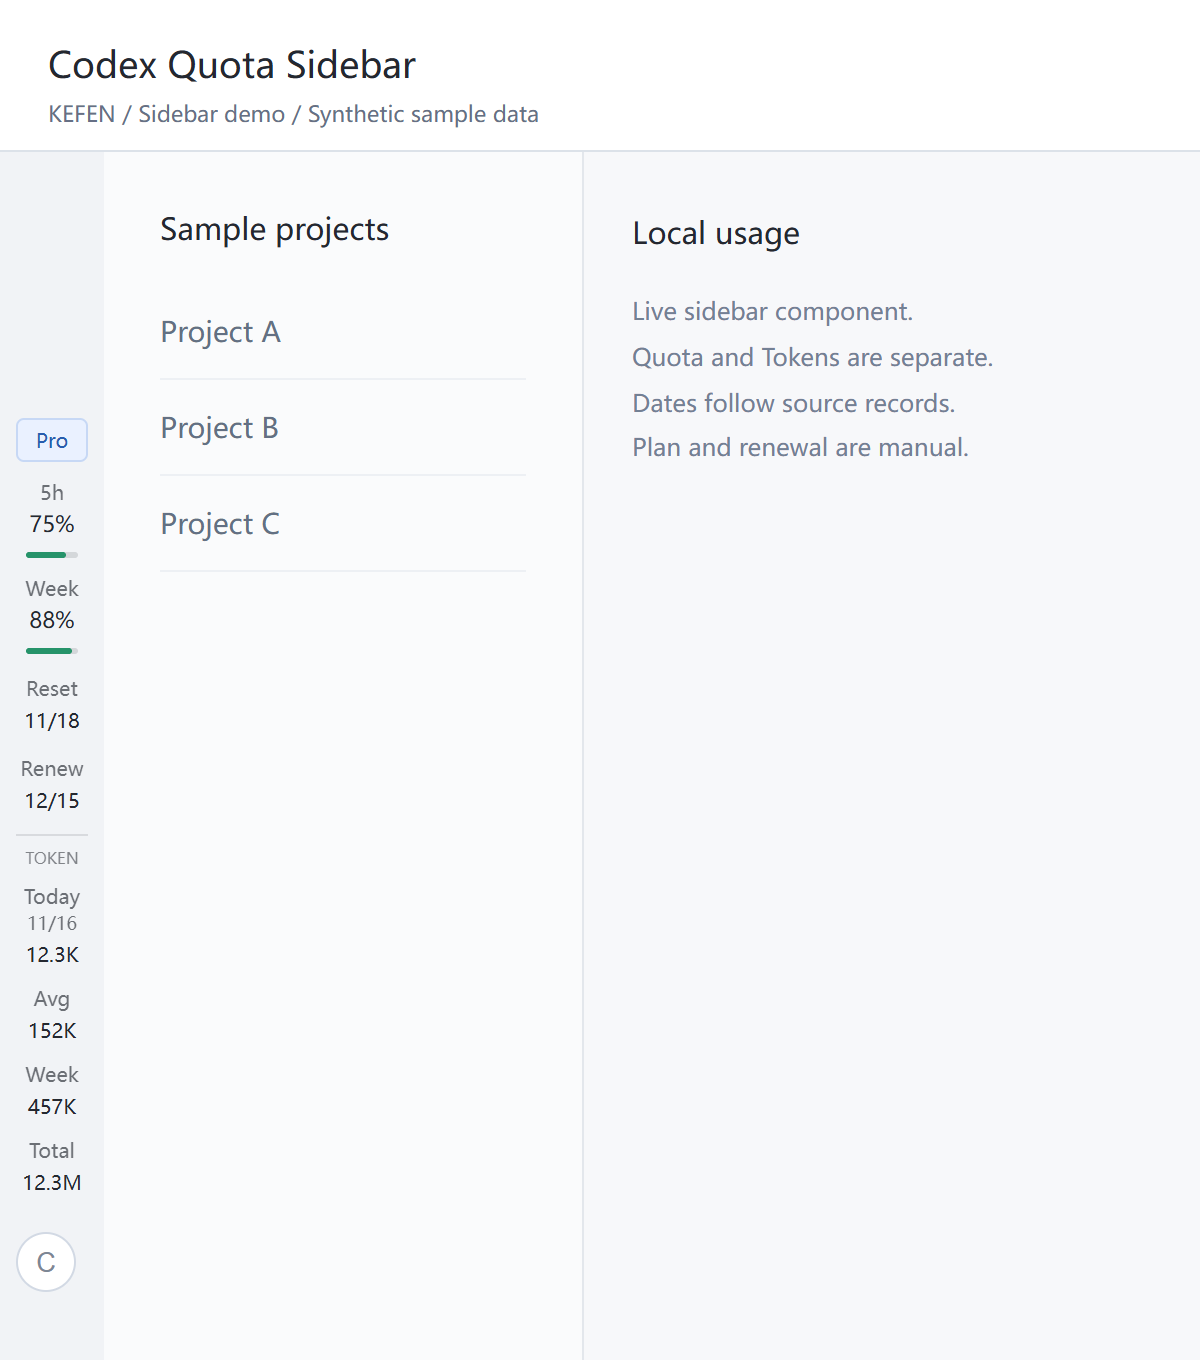 Codex Quota Sidebar
KEFEN / Sidebar demo / Synthetic sample data
Pro
5h
75%
Week
88%
Reset
11/18
Renew
12/15
TOKEN
Today
11/16
12.3K
Avg
152K
Week
457K
Total
12.3M
C
Sample projects
Project A
Project B
Project C
Local usage
Live sidebar component.
Quota and Tokens are separate.
Dates follow source records.
Plan and renewal are manual.